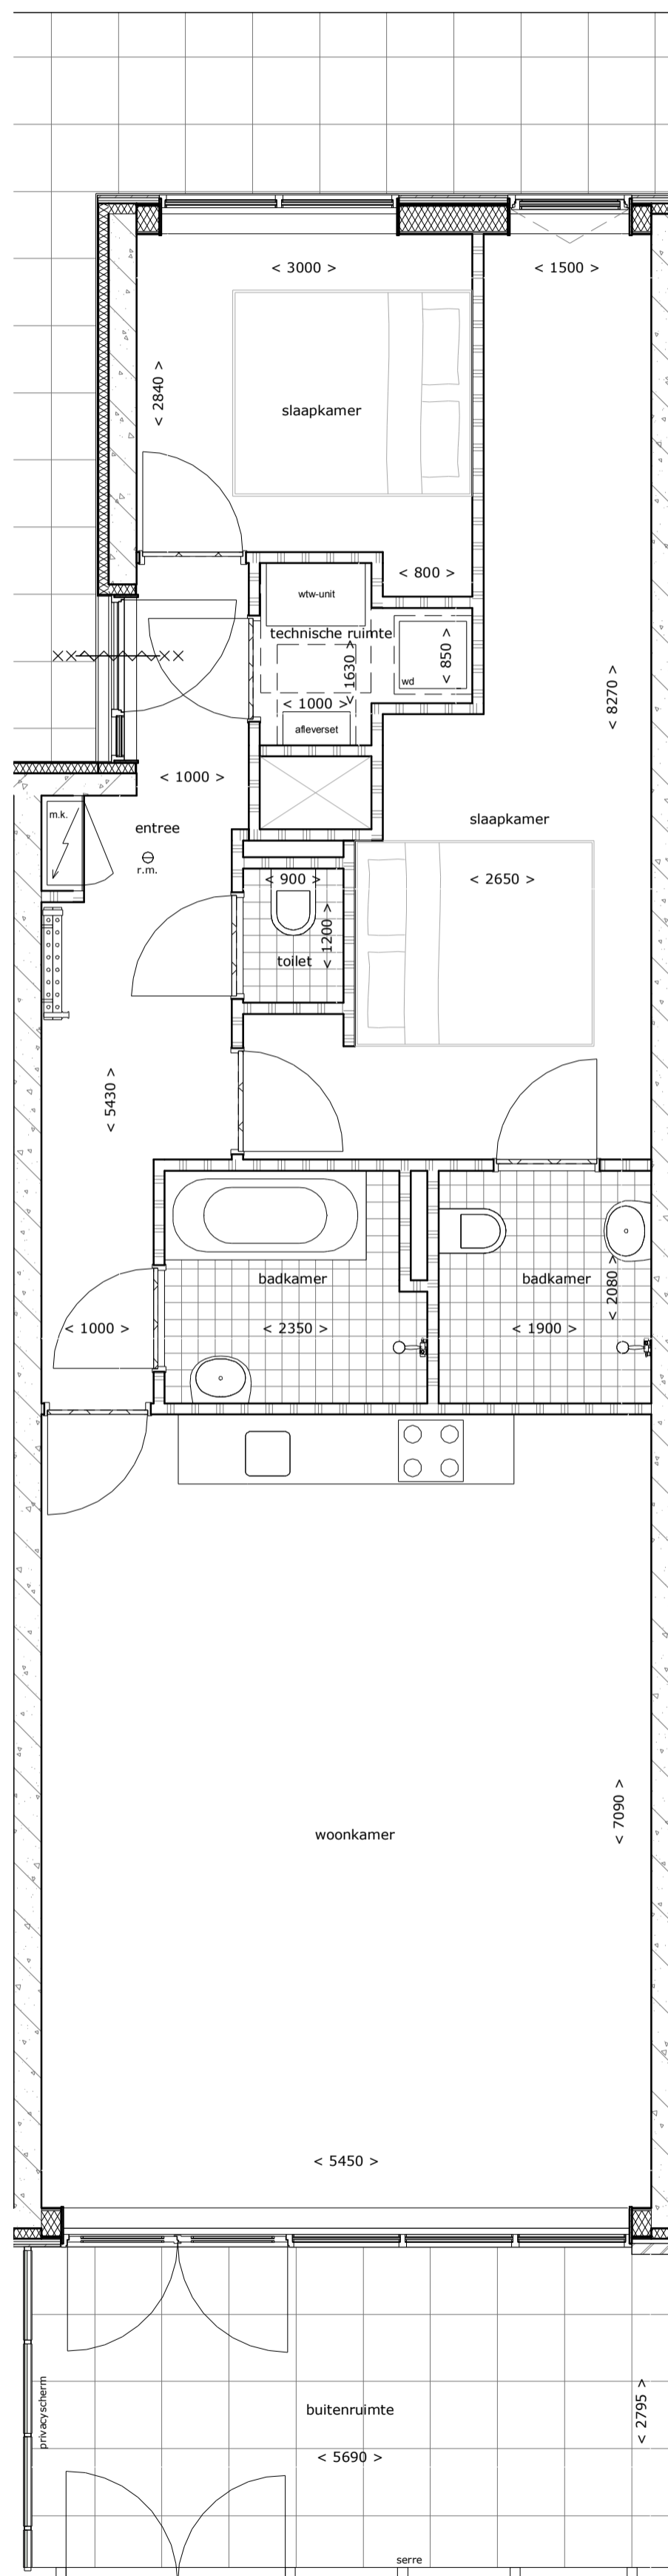 < 3000 >
< 1500 >
< 2840 >
slaapkamer
< 800 >
wtw-unit
technische ruimte
< 1630 >
< 850 >
wd
< 1000 >
afleverset
< 8270 >
< 1000 >
m.k.
entree
r.m.
slaapkamer
< 900 >
< 2650 >
< 1200 >
toilet
< 5430 >
badkamer
badkamer
< 2080 >
< 1000 >
< 2350 >
< 1900 >
woonkamer
< 7090 >
< 5450 >
privacyscherm
buitenruimte
< 2795 >
< 5690 >
serre